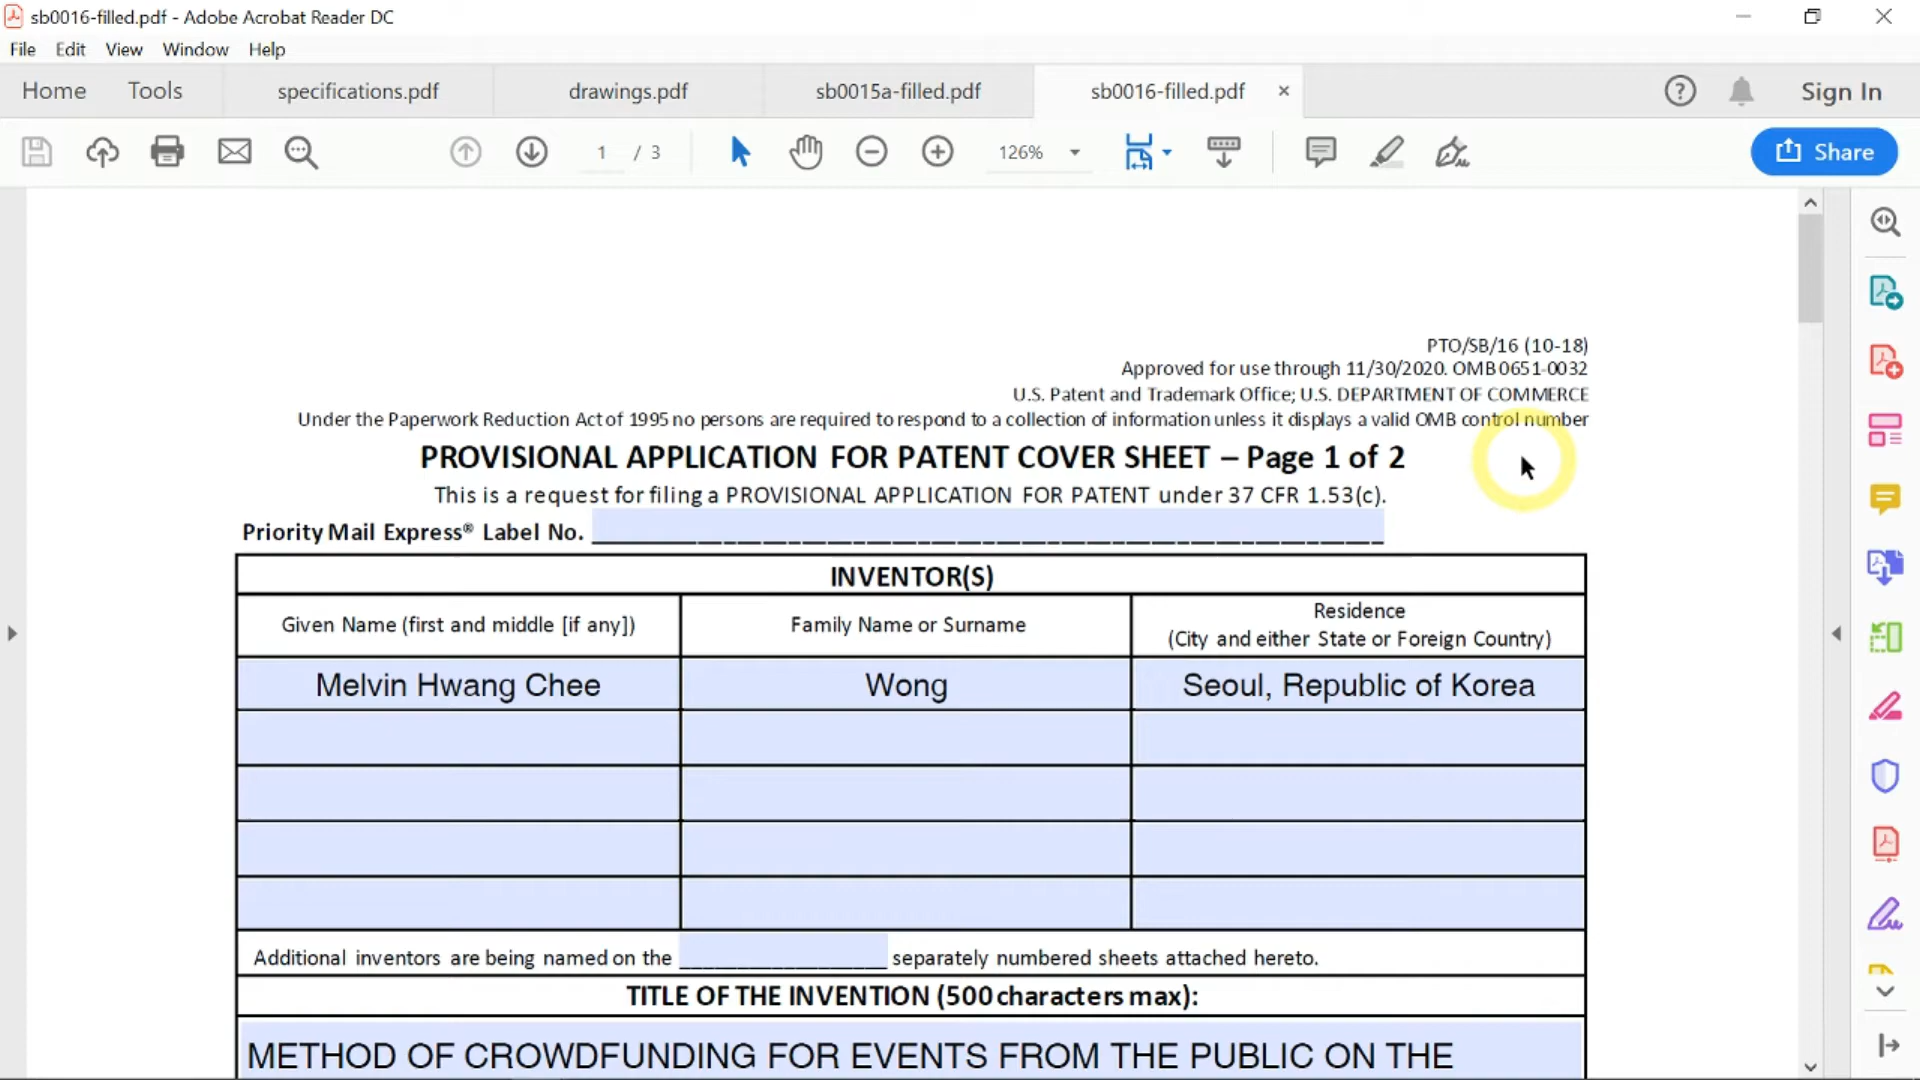 sb0016-filled.pdf - Adobe Acrobat Reader DC
File Edit View Window Help
Home Tools specifications.pdf drawings.pdf sb0015a-filled.pdf sb0016-filled.pdf × ? Sign In
1 / 3 126% Share
PTO/SB/16 (10-18)
Approved for use through 11/30/2020. OMB 0651-0032
U.S. Patent and Trademark Office; U.S. DEPARTMENT OF COMMERCE
Under the Paperwork Reduction Act of 1995 no persons are required to respond to a collection of information unless it displays a valid OMB control number
PROVISIONAL APPLICATION FOR PATENT COVER SHEET – Page 1 of 2
This is a request for filing a PROVISIONAL APPLICATION FOR PATENT under 37 CFR 1.53(c).
Priority Mail Express® Label No.
INVENTOR(S)
Given Name (first and middle [if any]) Family Name or Surname Residence
(City and either State or Foreign Country)
Melvin Hwang Chee Wong Seoul, Republic of Korea
Additional inventors are being named on the separately numbered sheets attached hereto.
TITLE OF THE INVENTION (500 characters max):
METHOD OF CROWDFUNDING FOR EVENTS FROM THE PUBLIC ON THE